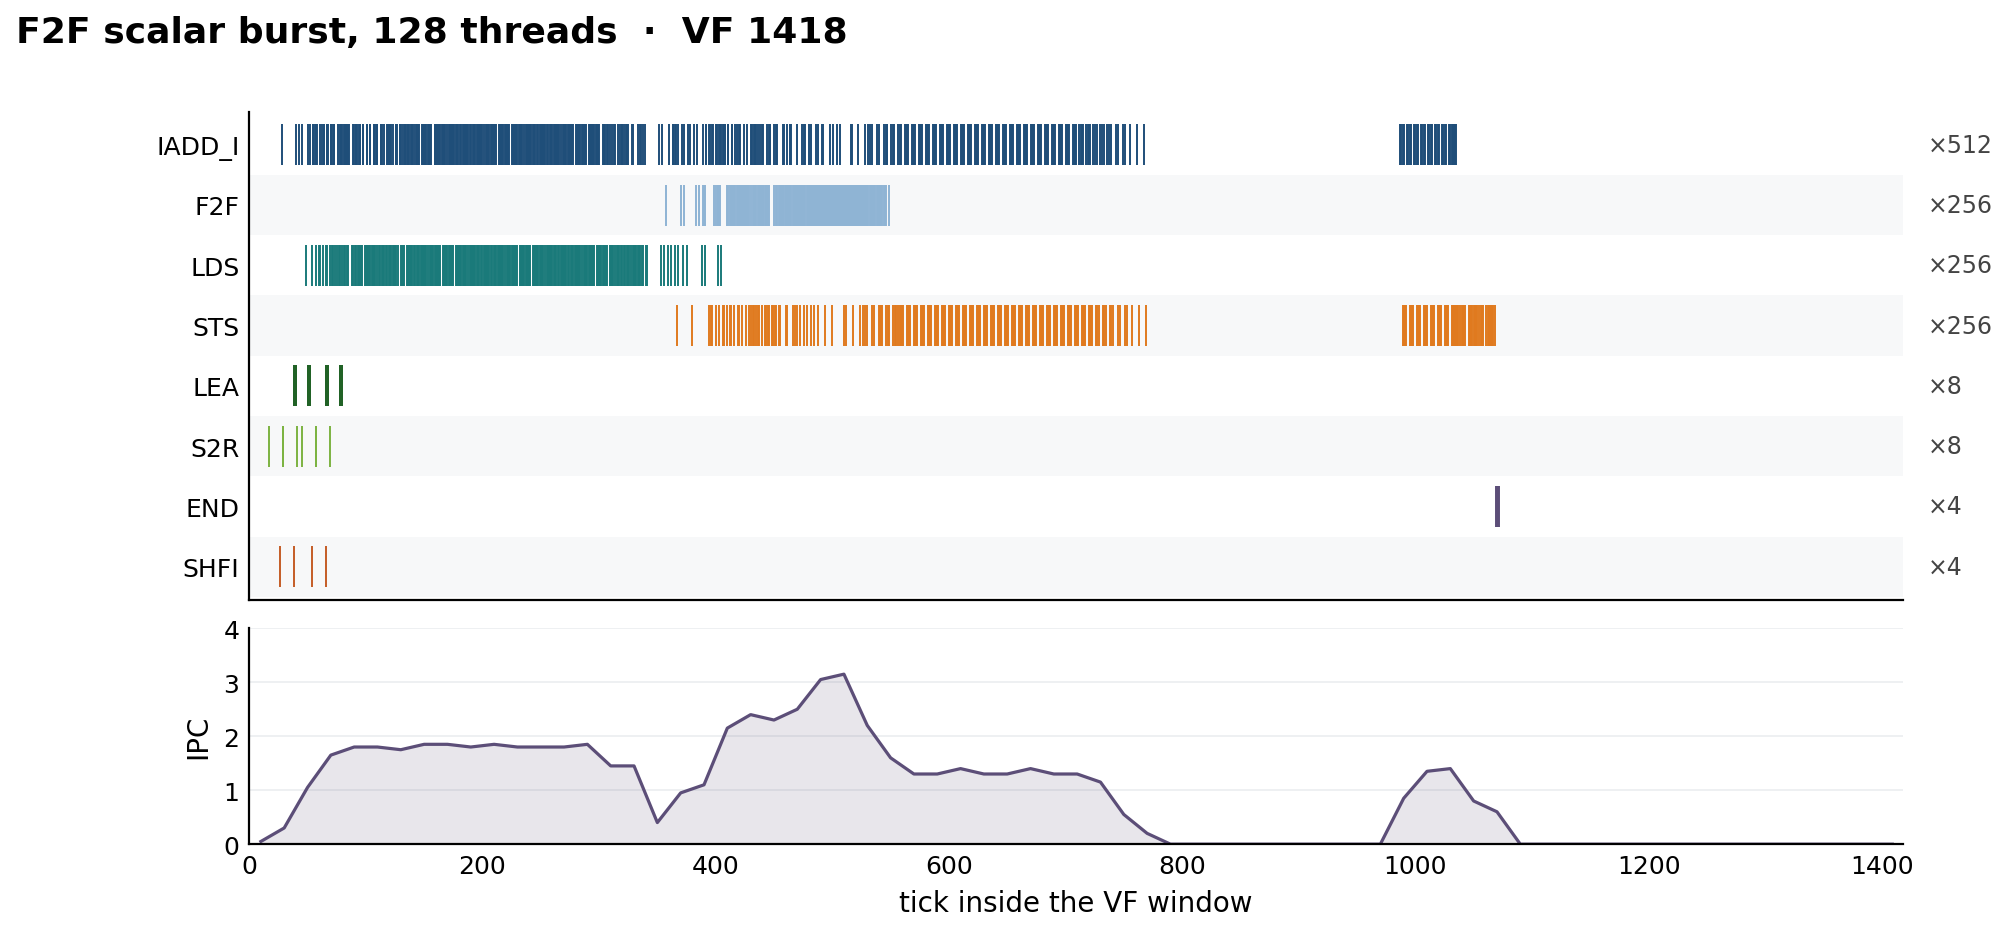 F2F scalar burst, 128 threads · VF 1418
IADD_I ×512
F2F ×256
LDS ×256
STS ×256
LEA ×8
S2R ×8
END ×4
SHFI ×4
4
3
2
1
0
IPC
0 200 400 600 800 1000 1200 1400
tick inside the VF window